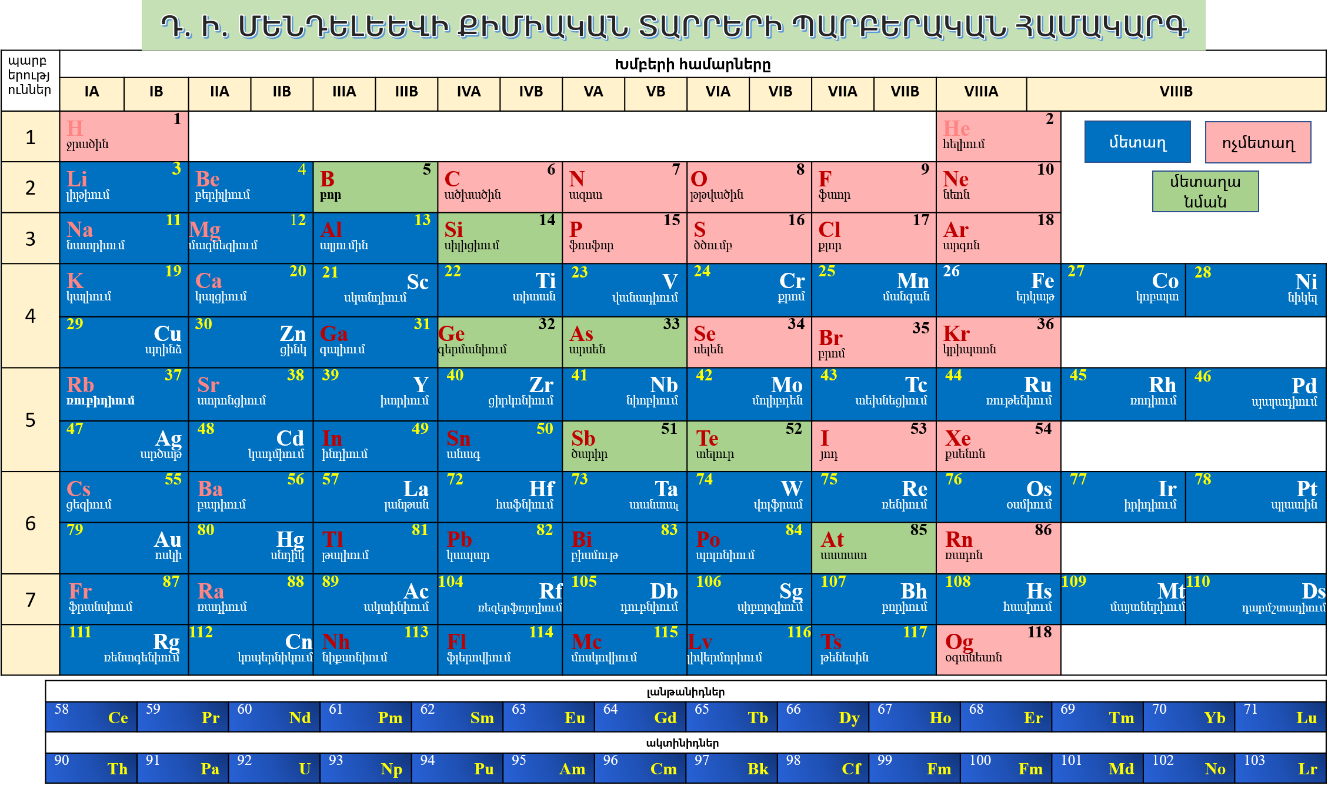 Դ. Ի. ՄԵՆԴԵԼԵԵՎԻ ՔԻՄԻԱԿԱՆ ՏԱՐՐԵՐԻ ՊԱՐԲԵՐԱԿԱՆ ՀԱՄԱԿԱՐԳ
պարբ
երությ
ուններ
Խմբերի համարները
IA IB IIA IIB IIIA IIIB IVA IVB VA VB VIA VIB VIIA VIIB VIIIA VIIIB
1
H 1
ջրածին
He 2
հելիում
մետաղ
ոչմետաղ
մետաղա
նման
2
Li 3
լիթիում
Be 4
բերիլիում
B 5
բոր
C 6
ածխածին
N 7
ազոտ
O 8
թթվածին
F 9
ֆտոր
Ne 10
նեոն
3
Na 11
նատրիում
Mg 12
մագնեզիում
Al 13
ալյումին
Si 14
սիլիցիում
P 15
ֆոսֆոր
S 16
ծծումբ
Cl 17
քլոր
Ar 18
արգոն
4
K 19
կալիում
Ca 20
կալցիում
21 Sc
սկանդիում
22 Ti
տիտան
23 V
վանադիում
24 Cr
քրոմ
25 Mn
մանգան
26 Fe
երկաթ
27 Co
կոբալտ
28 Ni
նիկել
29 Cu
պղինձ
30 Zn
ցինկ
Ga 31
գալիում
Ge 32
գերմանիում
As 33
արսեն
Se 34
սելեն
Br 35
բրոմ
Kr 36
կրիպտոն
5
Rb 37
ռուբիդիում
Sr 38
ստրոնցիում
39 Y
իտրիում
40 Zr
ցիրկոնիում
41 Nb
նիոբիում
42 Mo
մոլիբդեն
43 Tc
տեխնեցիում
44 Ru
ռութենիում
45 Rh
ռոդիում
46 Pd
պալադիում
47 Ag
արծաթ
48 Cd
կադմիում
In 49
ինդիում
Sn 50
անագ
Sb 51
ծարիր
Te 52
տելուր
I 53
յոդ
Xe 54
քսենոն
6
Cs 55
ցեզիում
Ba 56
բարիում
57 La
լանթան
72 Hf
հաֆնիում
73 Ta
տանտալ
74 W
վոլֆրամ
75 Re
ռենիում
76 Os
օսմիում
77 Ir
իրիդիում
78 Pt
պլատին
79 Au
ոսկի
80 Hg
սնդիկ
Tl 81
թալիում
Pb 82
կապար
Bi 83
բիսմութ
Po 84
պոլոնիում
At 85
աստատ
Rn 86
ռադոն
7
Fr 87
ֆրանսիում
Ra 88
ռադիում
89 Ac
ակտինիում
104 Rf
ռեզերֆորդիում
105 Db
դուբնիում
106 Sg
սիբորգիում
107 Bh
բորիում
108 Hs
հասիում
109 Mt
մայտներիում
110 Ds
դարմշտադիում
111 Rg
ռենտգենիում
112 Cn
կոպերնիկում
Nh 113
նիհոնիում
Fl 114
ֆլերովիում
Mc 115
մոսկովիում
Lv 116
լիվերմորիում
Ts 117
թենեսին
Og 118
օգանեսոն
լանթանիդներ
58 Ce 59 Pr 60 Nd 61 Pm 62 Sm 63 Eu 64 Gd 65 Tb 66 Dy 67 Ho 68 Er 69 Tm 70 Yb 71 Lu
ակտինիդներ
90 Th 91 Pa 92 U 93 Np 94 Pu 95 Am 96 Cm 97 Bk 98 Cf 99 Fm 100 Fm 101 Md 102 No 103 Lr